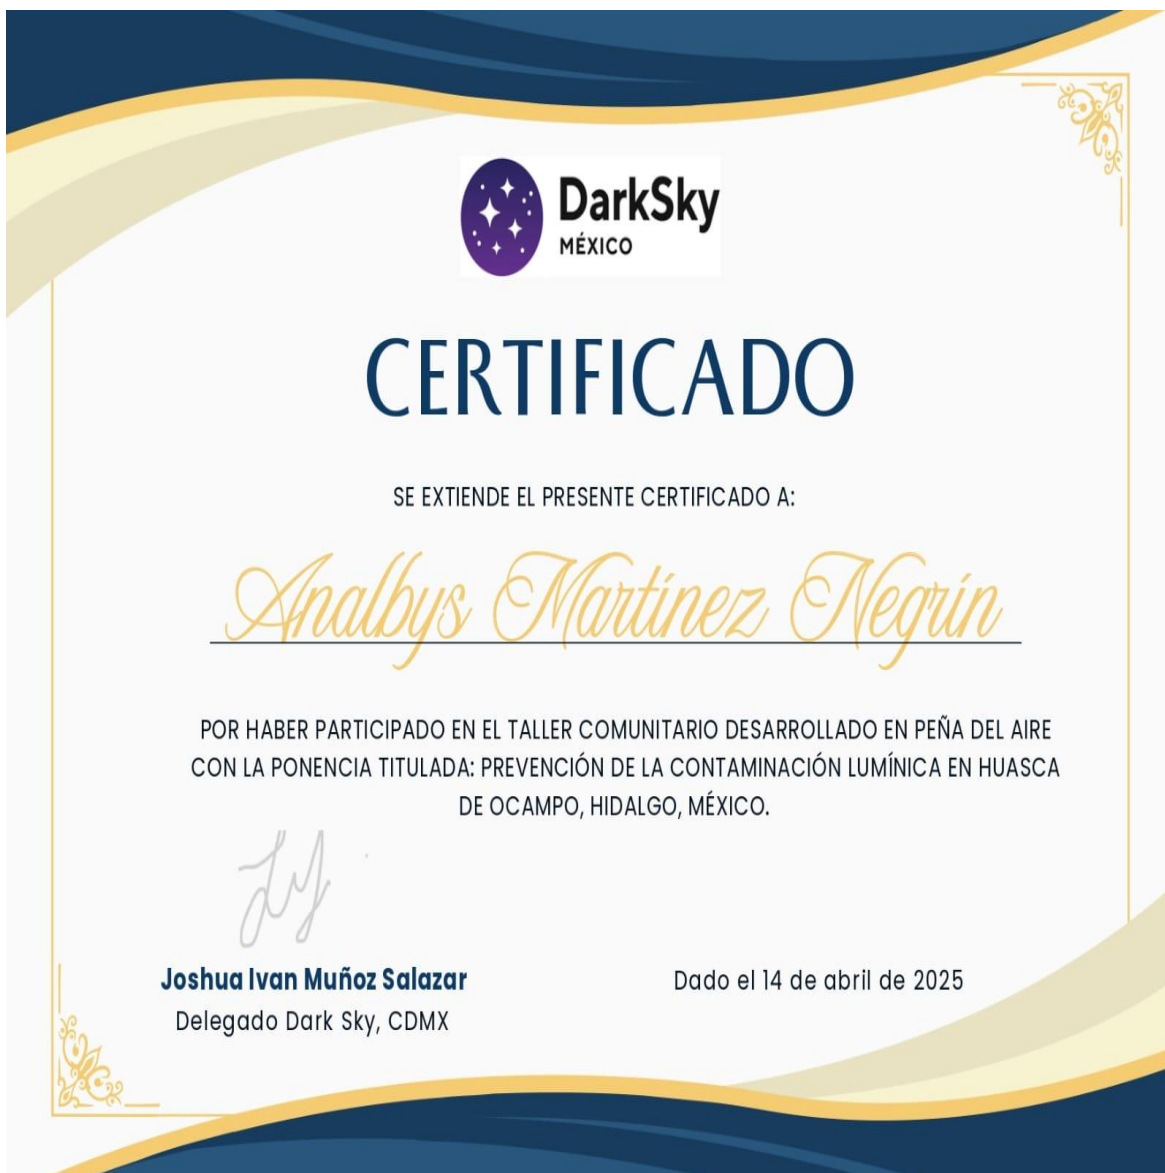 DarkSky
MÉXICO
CERTIFICADO
SE EXTIENDE EL PRESENTE CERTIFICADO A:
Analbys Martínez Negrín
POR HABER PARTICIPADO EN EL TALLER COMUNITARIO DESARROLLADO EN PEÑA DEL AIRE
CON LA PONENCIA TITULADA: PREVENCIÓN DE LA CONTAMINACIÓN LUMÍNICA EN HUASCA
DE OCAMPO, HIDALGO, MÉXICO.
Joshua Ivan Muñoz Salazar
Delegado Dark Sky, CDMX
Dado el 14 de abril de 2025